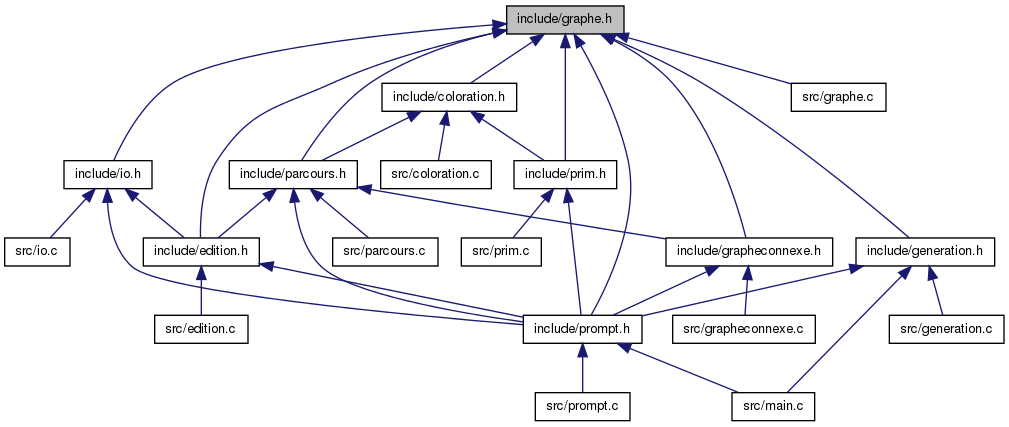 include/graphe.h
include/coloration.h
src/graphe.c
include/io.h
include/parcours.h
src/coloration.c
include/prim.h
src/io.c
include/edition.h
src/parcours.c
src/prim.c
include/grapheconnexe.h
include/generation.h
src/edition.c
include/prompt.h
src/grapheconnexe.c
src/generation.c
src/prompt.c
src/main.c